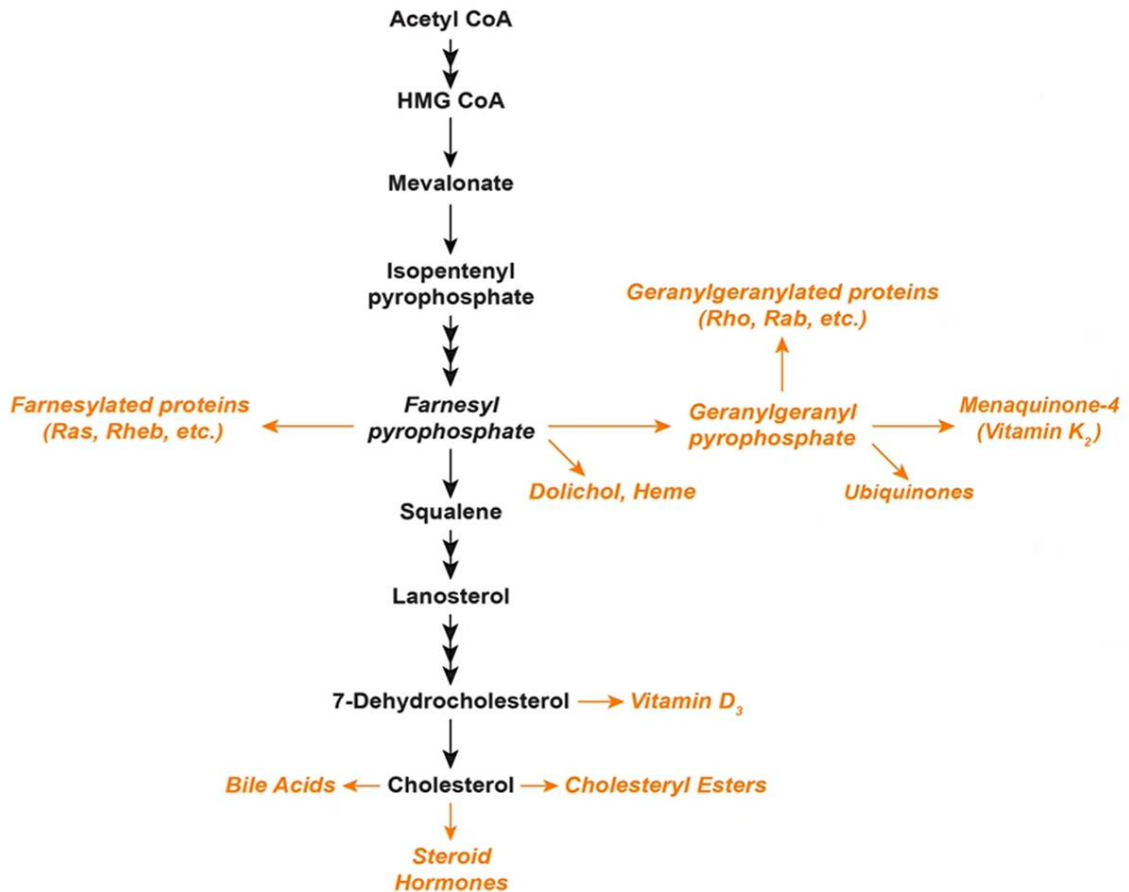 Acetyl CoA
HMG CoA
Mevalonate
Isopentenyl
pyrophosphate
Geranylgeranylated proteins
(Rho, Rab, etc.)
Farnesylated proteins
(Ras, Rheb, etc.)
Farnesyl
pyrophosphate
Geranylgeranyl
pyrophosphate
Menaquinone-4
(Vitamin K₂)
Dolichol, Heme
Ubiquinones
Squalene
Lanosterol
7-Dehydrocholesterol
Vitamin D₃
Bile Acids
Cholesterol
Cholesteryl Esters
Steroid
Hormones